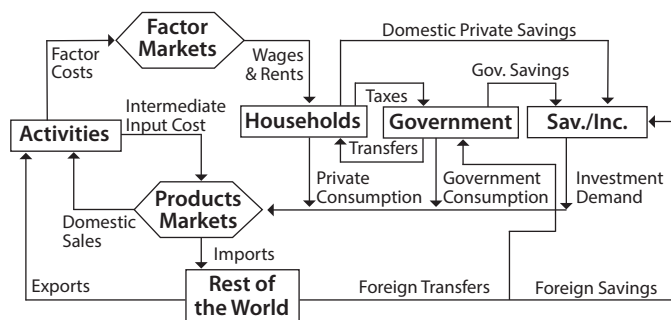 Factor
Markets
Domestic Private Savings
Factor
Costs
Wages
& Rents
Gov. Savings
Intermediate
Input Cost
Taxes
Activities
Households
Government
Sav./Inc.
Transfers
Products
Markets
Private
Consumption
Government
Consumption
Investment
Demand
Domestic
Sales
Imports
Exports
Rest of
the World
Foreign Transfers
Foreign Savings